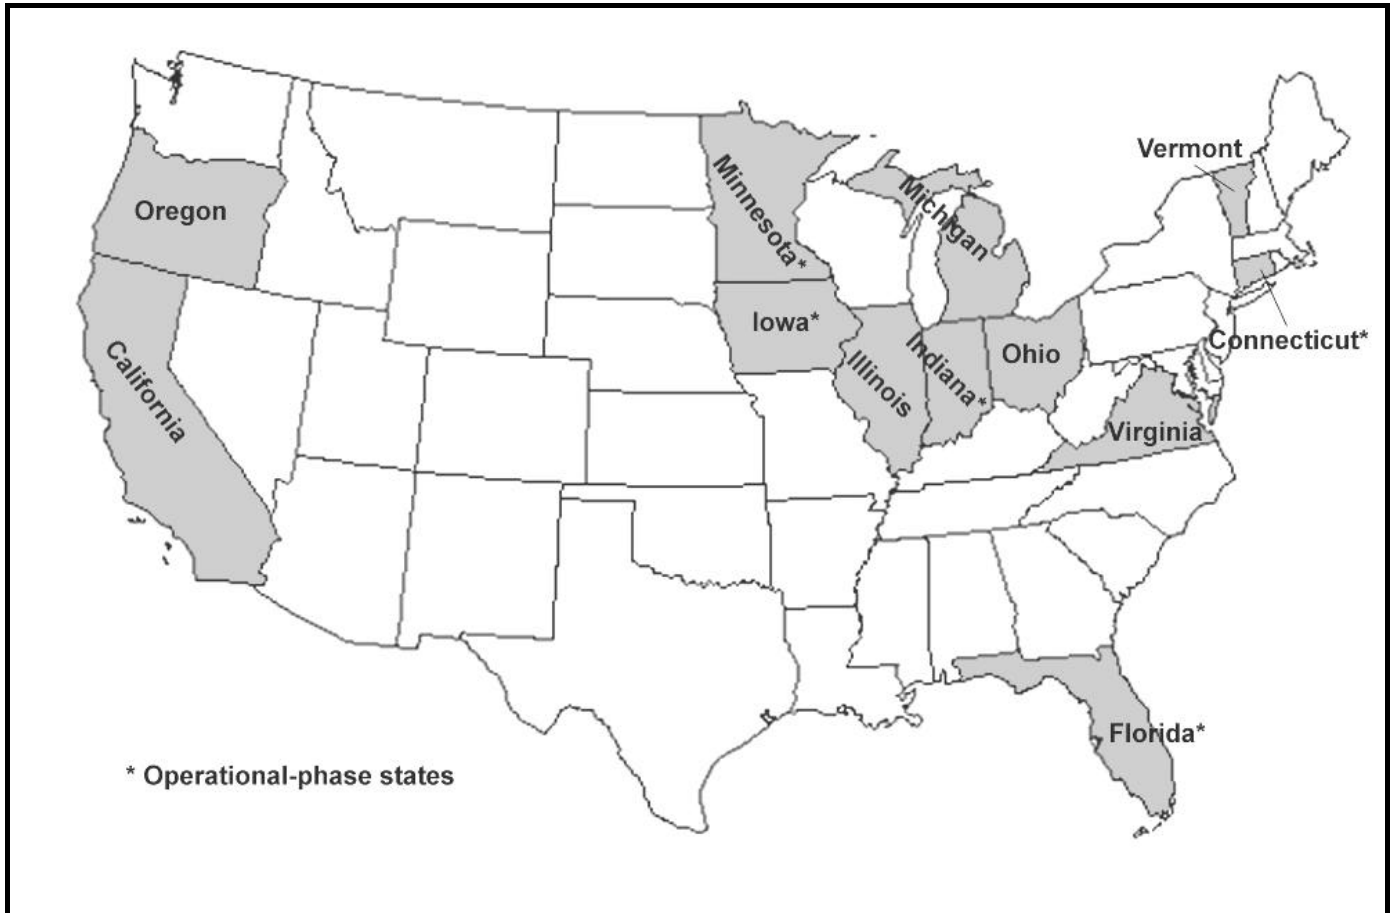 Vermont
Minnesota*
Michigan
Oregon
Iowa*
Connecticut*
California
Illinois
Indiana*
Ohio
Virginia
Florida*
* Operational-phase states